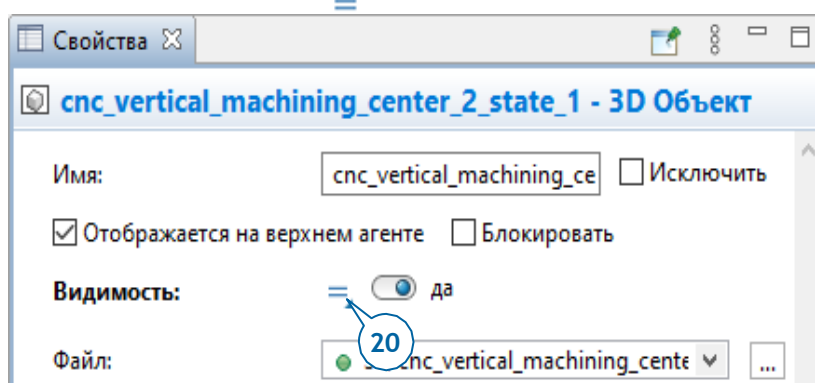 Свойства
cnc_vertical_machining_center_2_state_1 - 3D Объект
Имя: cnc_vertical_machining_ce Исключить
Отображается на верхнем агенте Блокировать
Видимость: = да
20
Файл: cnc_vertical_machining_cente ...